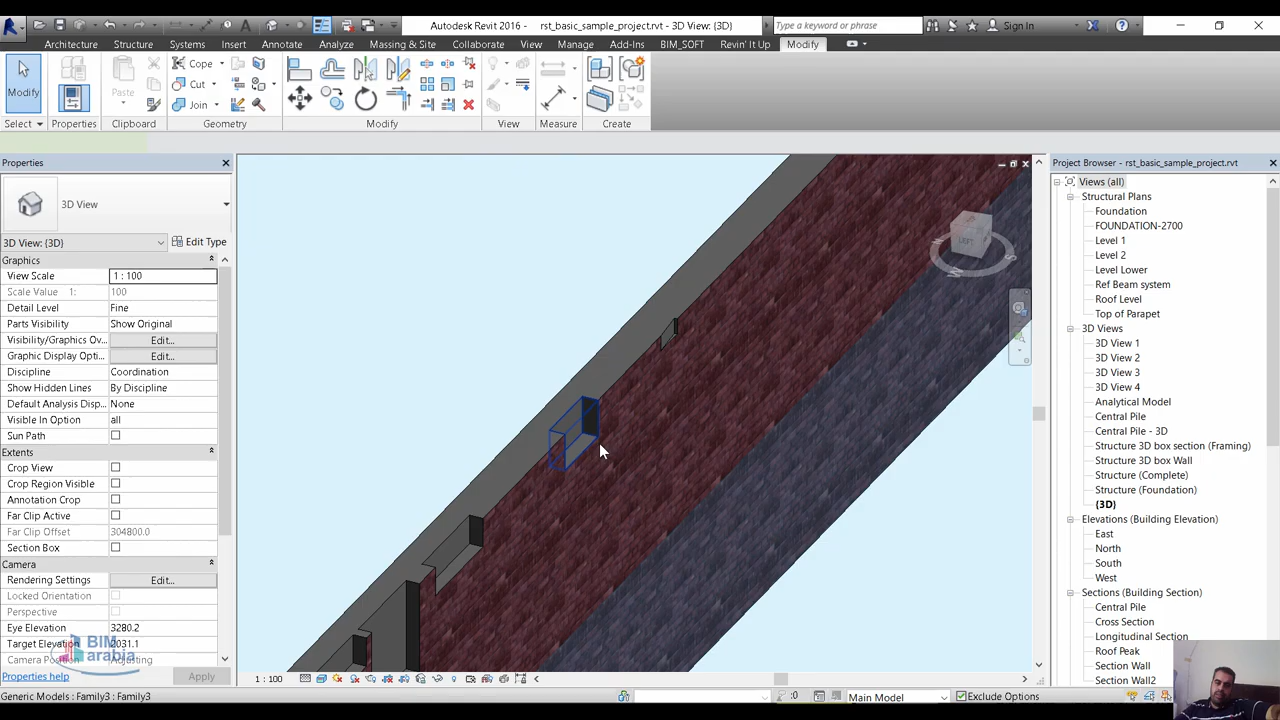 Autodesk Revit 2016 - rst_basic_sample_project.rvt - 3D View: {3D}
Type a keyword or phrase
Sign In
Architecture Structure Systems Insert Annotate Analyze Massing & Site Collaborate View Manage Add-Ins BIM_SOFT Revin' It Up Modify
Modify
Paste
Cope
Cut
Join
Select Properties Clipboard Geometry Modify View Measure Create
Properties
3D View
3D View: {3D}
Edit Type
Graphics
View Scale 1 : 100
Scale Value 1: 100
Detail Level Fine
Parts Visibility Show Original
Visibility/Graphics Ov... Edit...
Graphic Display Opti... Edit...
Discipline Coordination
Show Hidden Lines By Discipline
Default Analysis Disp... None
Visible In Option all
Sun Path
Extents
Crop View
Crop Region Visible
Annotation Crop
Far Clip Active
Far Clip Offset 304800.0
Section Box
Camera
Rendering Settings Edit...
Locked Orientation
Perspective
Eye Elevation 3280.2
Target Elevation 2031.1
Camera Position Adjusting
BIM
arabia
Properties help
Apply
LEFT
W
S
Project Browser - rst_basic_sample_project.rvt
Views (all)
Structural Plans
Foundation
FOUNDATION-2700
Level 1
Level 2
Level Lower
Ref Beam system
Roof Level
Top of Parapet
3D Views
3D View 1
3D View 2
3D View 3
3D View 4
Analytical Model
Central Pile
Central Pile - 3D
Structure 3D box section (Framing)
Structure 3D box Wall
Structure (Complete)
Structure (Foundation)
{3D}
Elevations (Building Elevation)
East
North
South
West
Sections (Building Section)
Central Pile
Cross Section
Longitudinal Section
Roof Peak
Section Wall
Section Wall2
1 : 100
Generic Models : Family3 : Family3
:0
Main Model
Exclude Options